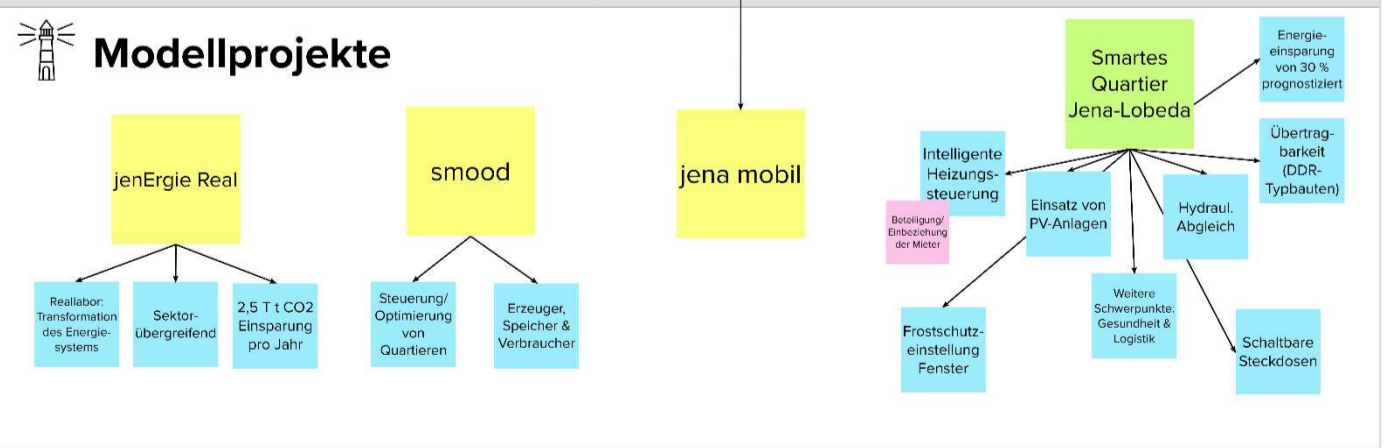 Modellprojekte
jenErgie Real
Reallabor:
Transformation
des Energie-
systems
Sektor-
übergreifend
2,5 T t CO2
Einsparung
pro Jahr
smood
Steuerung/
Optimierung
von
Quartieren
Erzeuger,
Speicher &
Verbraucher
jena mobil
Smartes
Quartier
Jena-Lobeda
Energie-
einsparung
von 30 %
prognostiziert
Übertrag-
barkeit
(DDR-
Typbauten)
Intelligente
Heizungs-
steuerung
Beteiligung/
Einbeziehung
der Mieter
Einsatz von
PV-Anlagen
Hydraul.
Abgleich
Frostschutz-
einstellung
Fenster
Weitere
Schwerpunkte:
Gesundheit &
Logistik
Schaltbare
Steckdosen